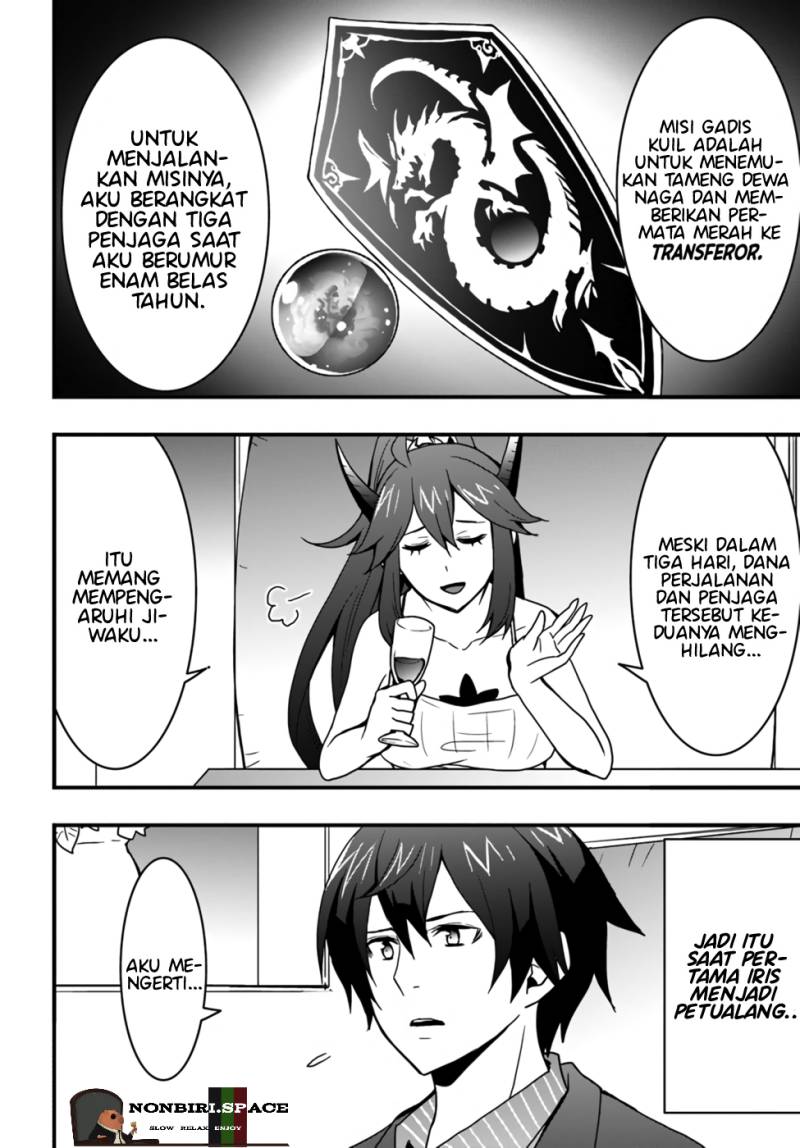 MISI GADIS
KUIL ADALAH
UNTUK MENEMU-
KAN TAMENG DEWA
NAGA DAN MEM-
BERIKAN PER-
MATA MERAH KE
TRANSFEROR.
UNTUK
MENJALAN-
KAN MISINYA,
AKU BERANGKAT
DENGAN TIGA
PENJAGA SAAT
AKU BERUMUR
ENAM BELAS
TAHUN.
MESKI DALAM
TIGA HARI, DANA
PERJALANAN
DAN PENJAGA
TERSEBUT KE-
DUANYA MENG-
HILANG...
ITU
MEMANG
MEMPENG-
ARUHI JI-
WAKU...
JADI ITU
SAAT PER-
TAMA IRIS
MENJADI
PETUALANG..
AKU ME-
NGERTI...
NONBIRI.SPACE
SLOW RELAX ENJOY